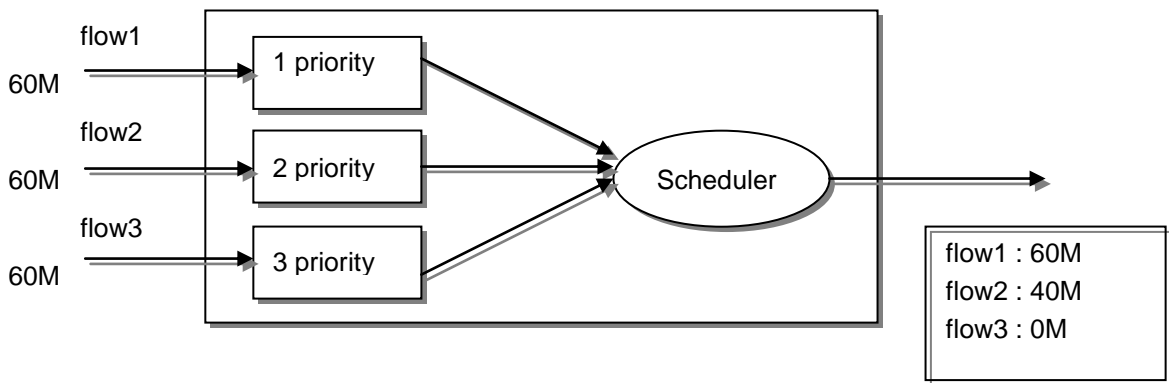 flow1
60M
1 priority
flow2
60M
2 priority
flow3
60M
3 priority
Scheduler
flow1 : 60M
flow2 : 40M
flow3 : 0M